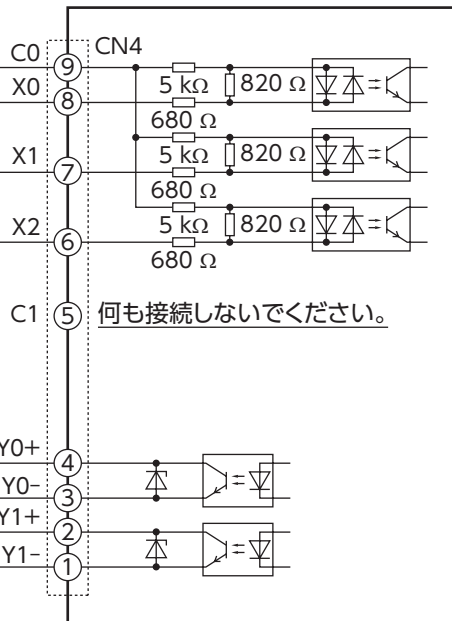 C0 ⑨ CN4
X0 ⑧ 5 kΩ 820 Ω
680 Ω
X1 ⑦ 5 kΩ 820 Ω
680 Ω
X2 ⑥ 5 kΩ 820 Ω
680 Ω
C1 ⑤ 何も接続しないでください。
Y0+ ④
Y0− ③
Y1+ ②
Y1− ①